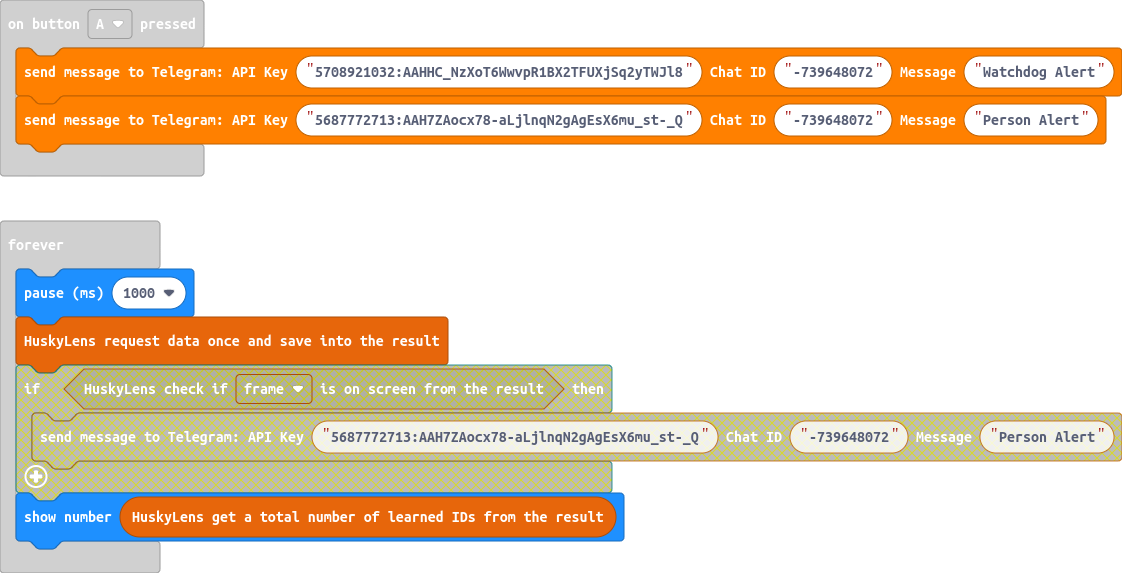 on button A pressed
send message to Telegram: API Key "5708921032:AAHHC_NzXoT6WwvpR1BX2TFUXjSq2yTWJl8" Chat ID "-739648072" Message "Watchdog Alert"
send message to Telegram: API Key "5687772713:AAH7ZAocx78-aLjlnqN2gAgEsX6mu_st-_Q" Chat ID "-739648072" Message "Person Alert"
forever
pause (ms) 1000
HuskyLens request data once and save into the result
if HuskyLens check if frame is on screen from the result then
send message to Telegram: API Key "5687772713:AAH7ZAocx78-aLjlnqN2gAgEsX6mu_st-_Q" Chat ID "-739648072" Message "Person Alert"
show number HuskyLens get a total number of learned IDs from the result